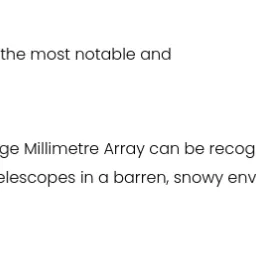 the most notable and
ge Millimetre Array can be recog
elescopes in a barren, snowy env